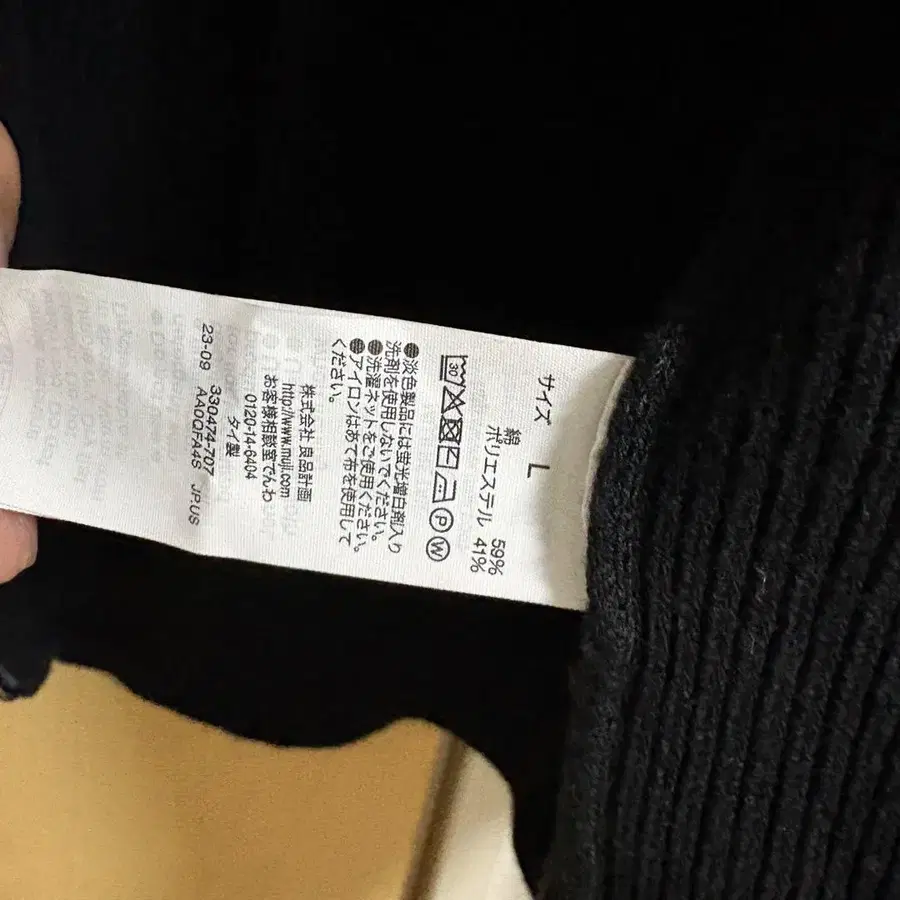 サイズ L
綿 59%
ポリエステル 41%
30 P W
●淡色製品には蛍光増白剤入り
洗剤を使用しないでください。
●洗濯ネットをご使用ください。
●アイロンはあて布を使用して
ください。
株式会社 良品計画
http://www.muji.com
お客様相談室でんわ
0120-14-6404
タイ製
330474-707
23-09 AA0QFA4S JP,US